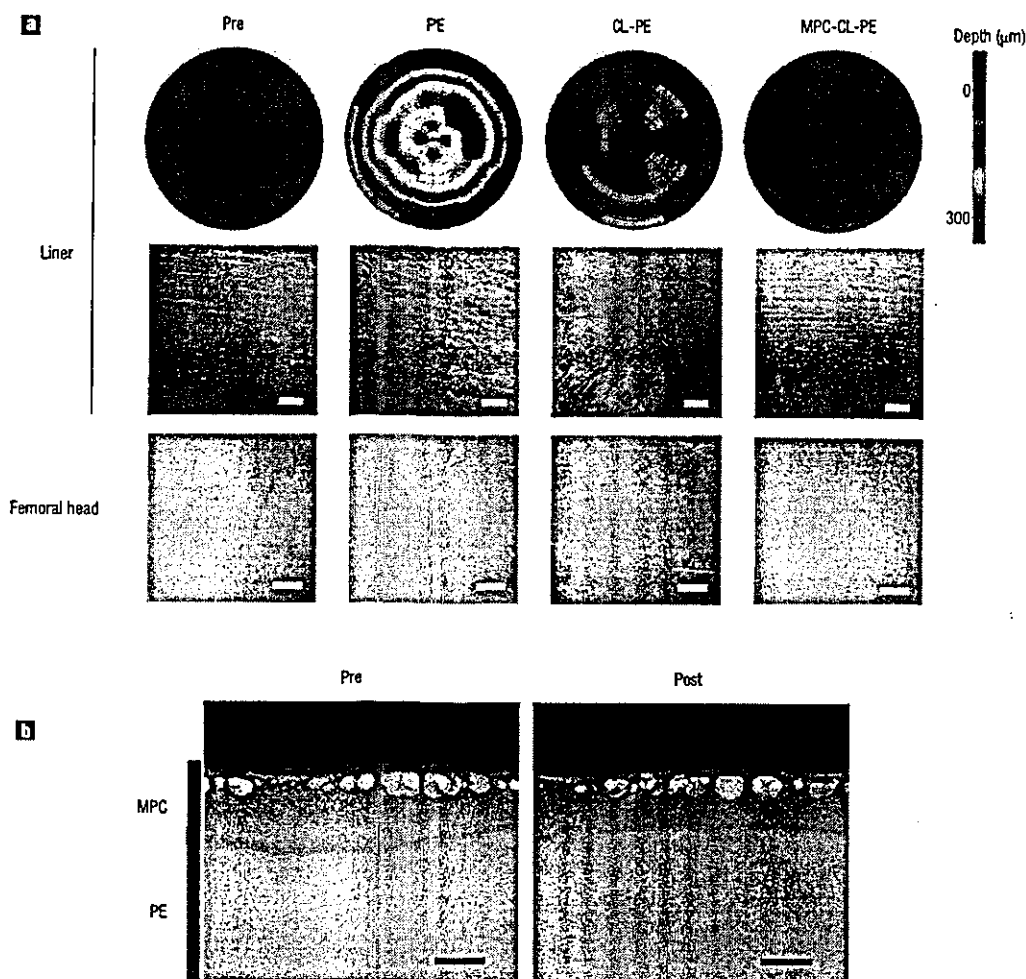 a
Pre PE CL-PE MPC-CL-PE Depth (μm)
0
300
Liner
Femoral head
Pre Post
b
MPC
PE